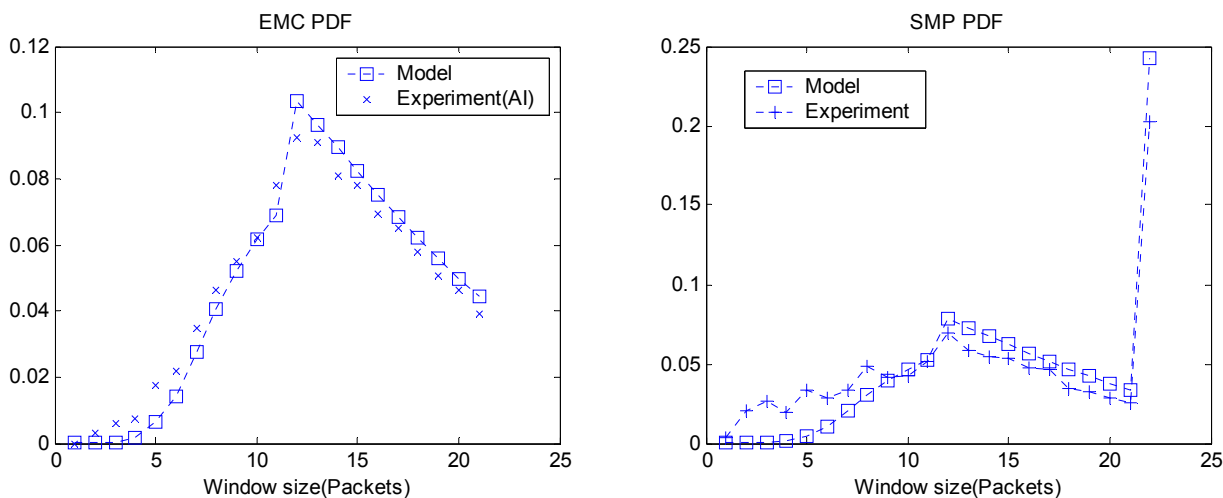 EMC PDF
0.12
0.1
0.08
0.06
0.04
0.02
0
0 5 10 15 20 25
Window size(Packets)
Model
Experiment(AI)
SMP PDF
0.25
0.2
0.15
0.1
0.05
0
0 5 10 15 20 25
Window size(Packets)
Model
Experiment